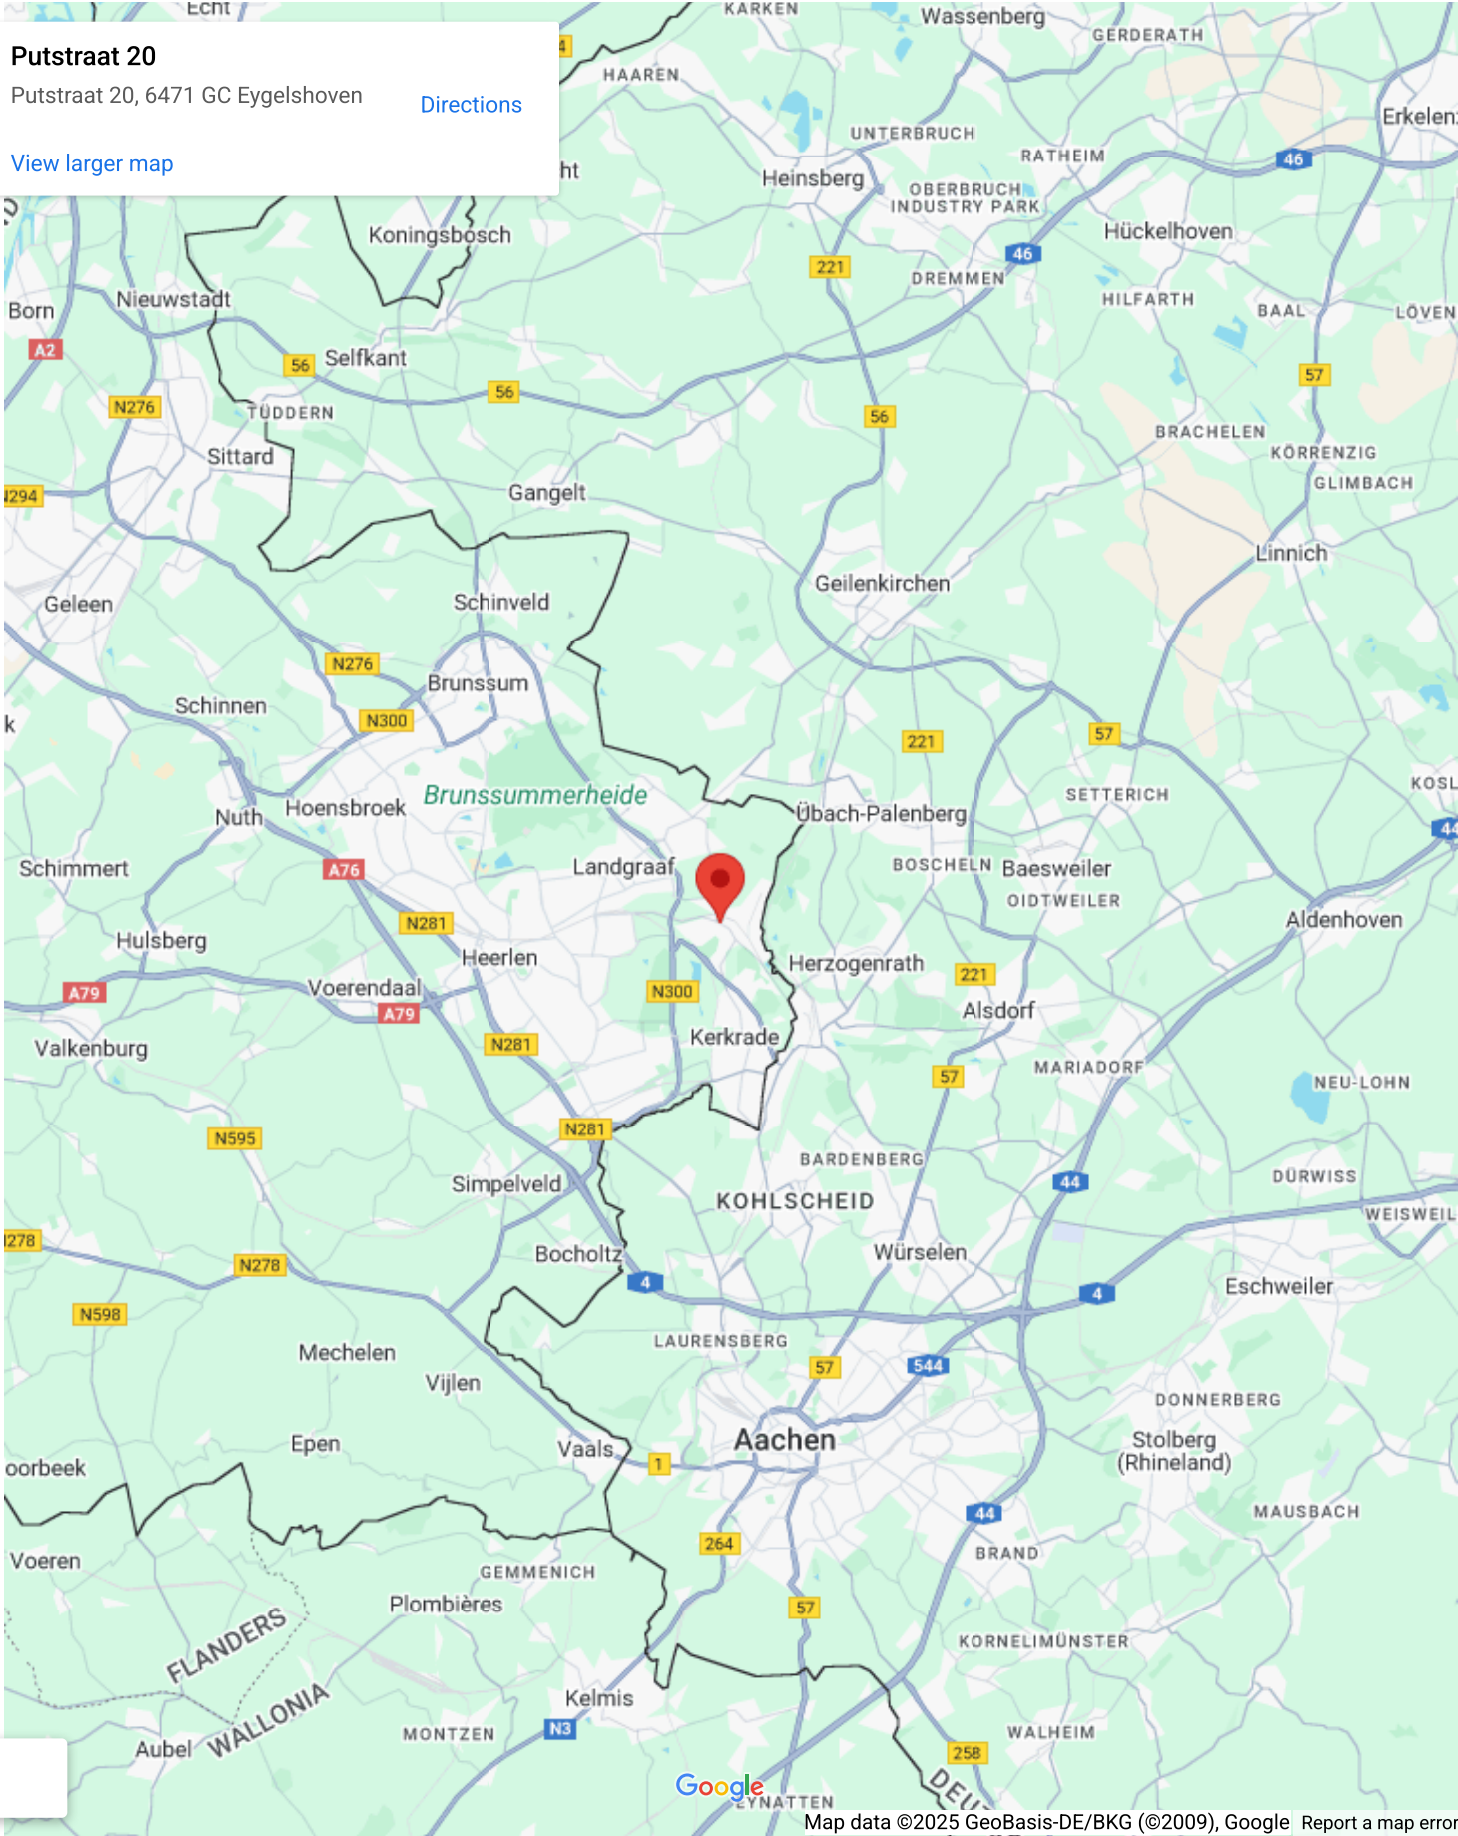 Echt
KARKEN
Wassenberg
GERDERATH
Putstraat 20
Putstraat 20, 6471 GC Eygelshoven
Directions
View larger map
4
HAAREN
Erkelenz
UNTERBRUCH
RATHEIM
46
ht
Heinsberg
OBERBRUCH
INDUSTRY PARK
Koningsbosch
Hückelhoven
46
221
DREMMEN
Nieuwstadt
HILFARTH
BAAL
LÖVEN
Born
A2
Selfkant
56
56
57
N276
TÜDDERN
56
BRACHELEN
Sittard
KÖRRENZIG
GLIMBACH
N294
Gangelt
Linnich
Geilenkirchen
Geleen
Schinveld
N276
Brunssum
Schinnen
k
N300
221
57
KOSL
Brunssummerheide
SETTERICH
Hoensbroek
Nuth
Übach-Palenberg
44
Schimmert
A76
Landgraaf
BOSCHELN
Baesweiler
OIDTWEILER
N281
Aldenhoven
Hulsberg
Heerlen
Herzogenrath
221
Voerendaal
A79
N300
A79
Alsdorf
Valkenburg
N281
Kerkrade
MARIADORF
57
NEU-LOHN
N595
N281
BARDENBERG
Simpelveld
44
DÜRWISS
KOHLSCHEID
WEISWEIL
N278
N278
Bocholtz
Würselen
4
4
Eschweiler
N598
Mechelen
LAURENSBERG
57
544
Vijlen
DONNERBERG
Epen
Vaals
Aachen
Stolberg
(Rhineland)
oorbeek
1
44
MAUSBACH
264
BRAND
Voeren
GEMMENICH
Plombières
57
FLANDERS
KORNELIMÜNSTER
WALLONIA
Kelmis
N3
MONTZEN
Aubel
WALHEIM
258
Google
EYNATTEN
DEUT
Map data ©2025 GeoBasis-DE/BKG (©2009), Google
Report a map error